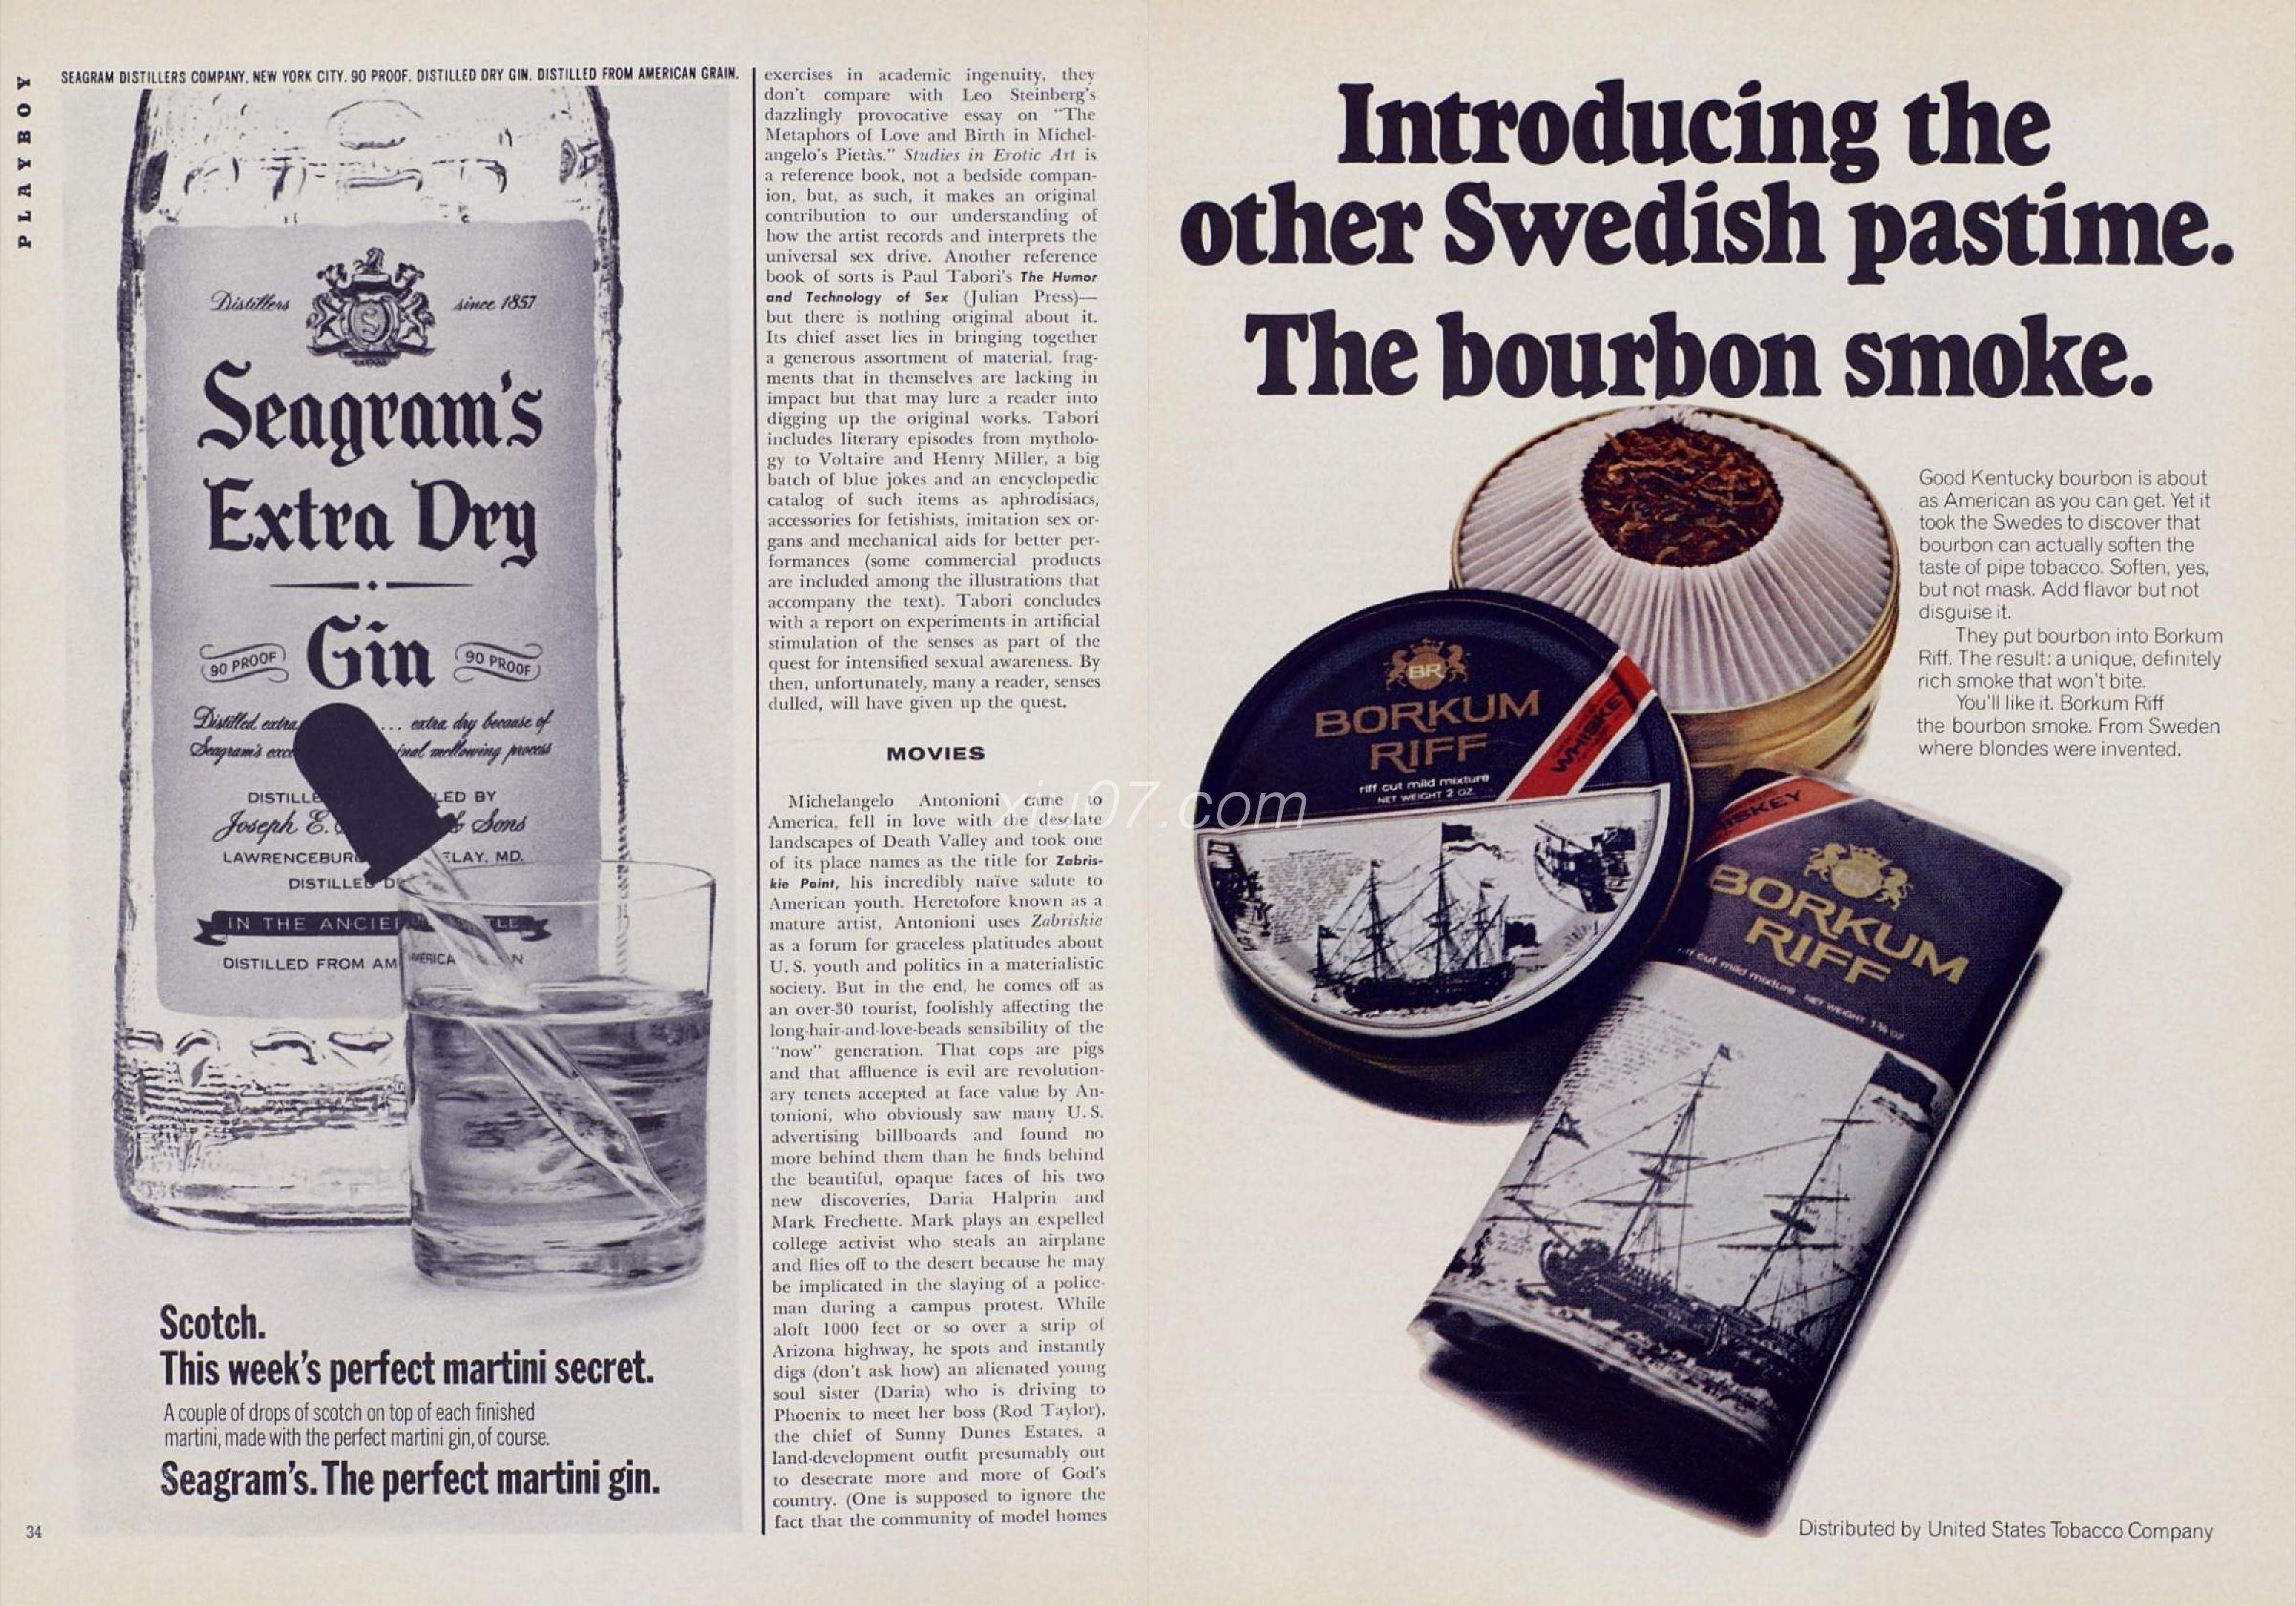 PLAYBOY
SEAGRAM DISTILLERS COMPANY, NEW YORK CITY. 90 PROOF. DISTILLED DRY GIN. DISTILLED FROM AMERICAN GRAIN.
Distillers
since 1857
S
Seagram's
Extra Dry
Gin
90 PROOF
90 PROOF
Distilled extra ... extra dry because of
Seagram's mellowing process
BY
Joseph E. & Sons
MD.
IN THE
DISTILLED FROM
Scotch.
This week's perfect martini secret.
A couple of drops of scotch on top of each finished
martini, made with the perfect martini gin, of course.
Seagram's. The perfect martini gin.
34
exercises in academic ingenuity, they
don't compare with Leo Steinberg's
dazzlingly provocative essay on "The
Metaphors of Love and Birth in Michel-
angelo's Pietàs." Studies in Erotic Art is
a reference book, not a bedside compan-
ion, but, as such, it makes an original
contribution to our understanding of
how the artist records and interprets the
universal sex drive. Another reference
book of sorts is Paul Tabori's The Humor
and Technology of Sex (Julian Press)—
but there is nothing original about it.
Its chief asset lies in bringing together
a generous assortment of material, frag-
ments that in themselves are lacking in
impact but that may lure a reader into
digging up the original works. Tabori
includes literary episodes from mytholo-
gy to Voltaire and Henry Miller, a big
batch of blue jokes and an encyclopedic
catalog of such items as aphrodisiacs,
accessories for fetishists, imitation sex or-
gans and mechanical aids for better per-
formances (some commercial products
are included among the illustrations that
accompany the text). Tabori concludes
with a report on experiments in artificial
stimulation of the senses as part of the
quest for intensified sexual awareness. By
then, unfortunately, many a reader, senses
dulled, will have given up the quest.
MOVIES
Michelangelo Antonioni came to
America, fell in love with the desolate
landscapes of Death Valley and took one
of its place names as the title for Zabris-
kie Point, his incredibly naïve salute to
American youth. Heretofore known as a
mature artist, Antonioni uses Zabriskie
as a forum for graceless platitudes about
U. S. youth and politics in a materialistic
society. But in the end, he comes off as
an over-30 tourist, foolishly affecting the
long-hair-and-love-beads sensibility of the
"now" generation. That cops are pigs
and that affluence is evil are revolution-
ary tenets accepted at face value by An-
tonioni, who obviously saw many U. S.
advertising billboards and found no
more behind them than he finds behind
the beautiful, opaque faces of his two
new discoveries, Daria Halprin and
Mark Frechette. Mark plays an expelled
college activist who steals an airplane
and flies off to the desert because he may
be implicated in the slaying of a police-
man during a campus protest. While
aloft 1000 feet or so over a strip of
Arizona highway, he spots and instantly
digs (don't ask how) an alienated young
soul sister (Daria) who is driving to
Phoenix to meet her boss (Rod Taylor),
the chief of Sunny Dunes Estates, a
land-development outfit presumably out
to desecrate more and more of God's
country. (One is supposed to ignore the
fact that the community of model homes
xiu07.com
Introducing the
other Swedish pastime.
The bourbon smoke.
Good Kentucky bourbon is about
as American as you can get. Yet it
took the Swedes to discover that
bourbon can actually soften the
taste of pipe tobacco. Soften, yes,
but not mask. Add flavor but not
disguise it.
They put bourbon into Borkum
Riff. The result: a unique, definitely
rich smoke that won't bite.
You'll like it. Borkum Riff
the bourbon smoke. From Sweden
where blondes were invented.
BR
BORKUM
RIFF
riff cut mild mixture
NET WEIGHT 2 OZ.
BORKUM
RIFF
riff cut mild mixture NET WEIGHT
Distributed by United States Tobacco Company